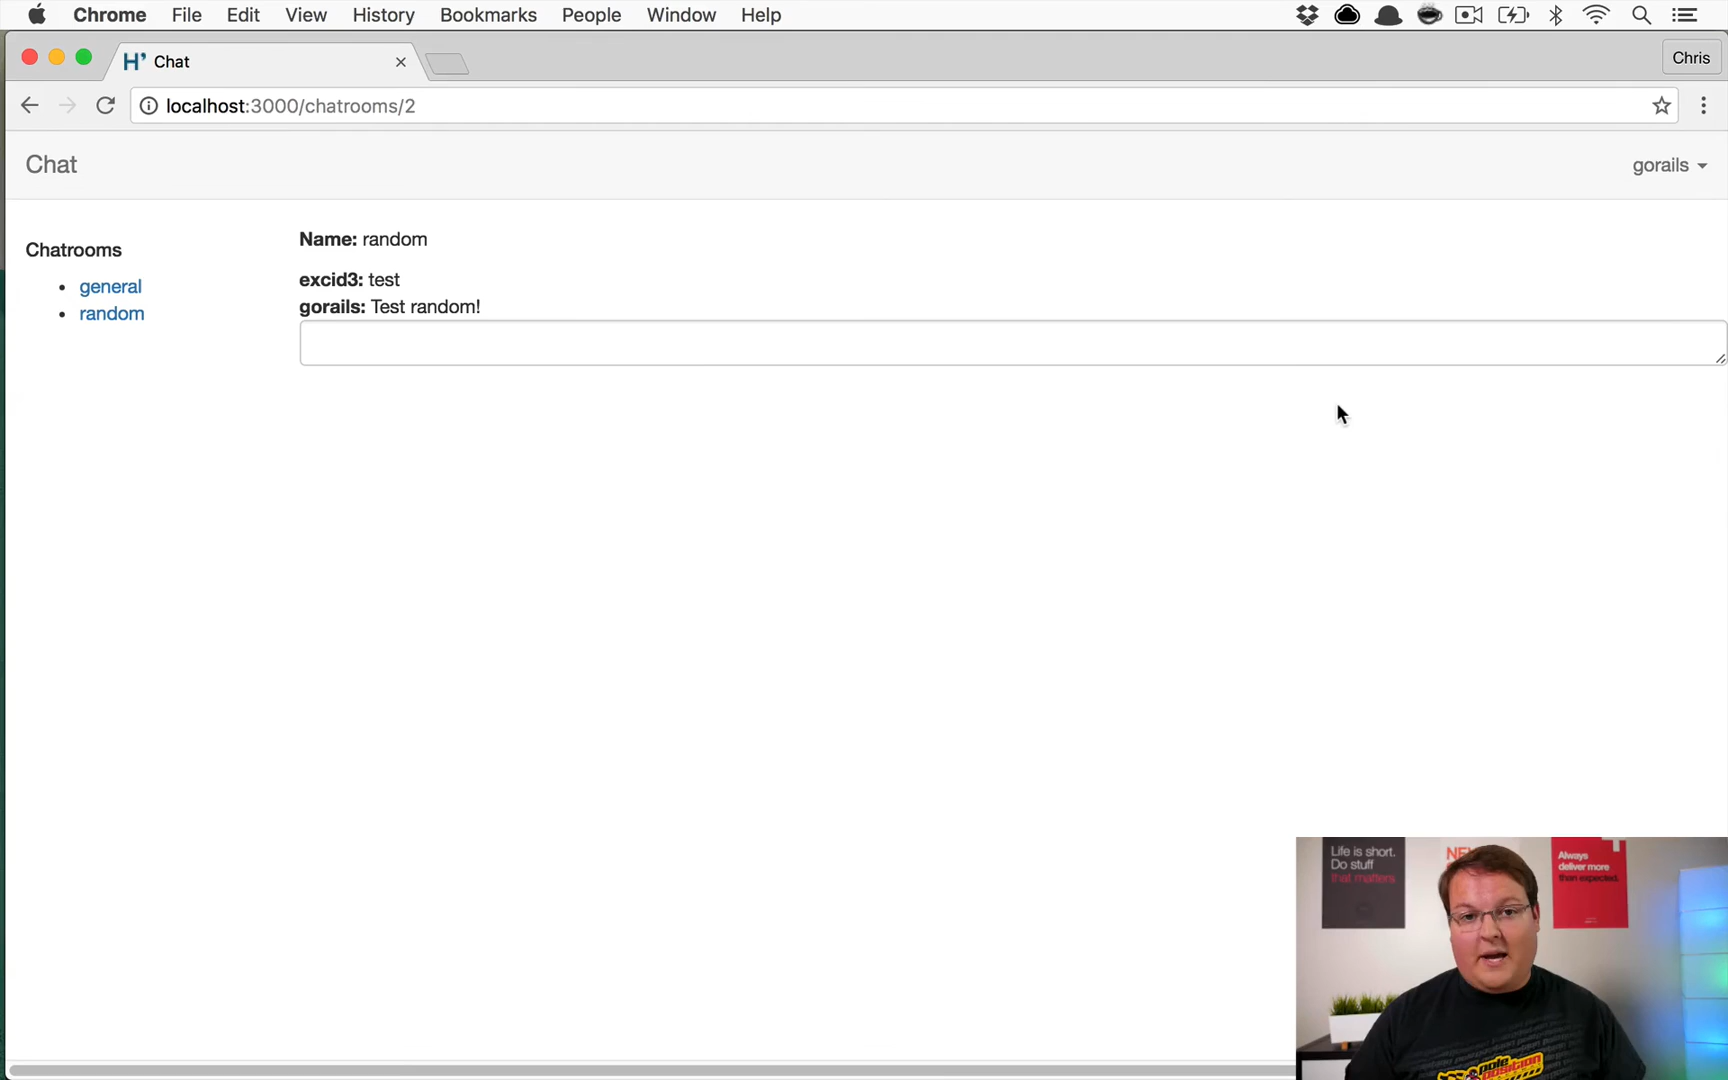 Chrome File Edit View History Bookmarks People Window Help
H' Chat
Chris
localhost:3000/chatrooms/2
Chat
gorails
Chatrooms
general
random
Name: random
excid3: test
gorails: Test random!
Life is short.
Do stuff
that matters
Always
deliver more
than expected.
pole
position